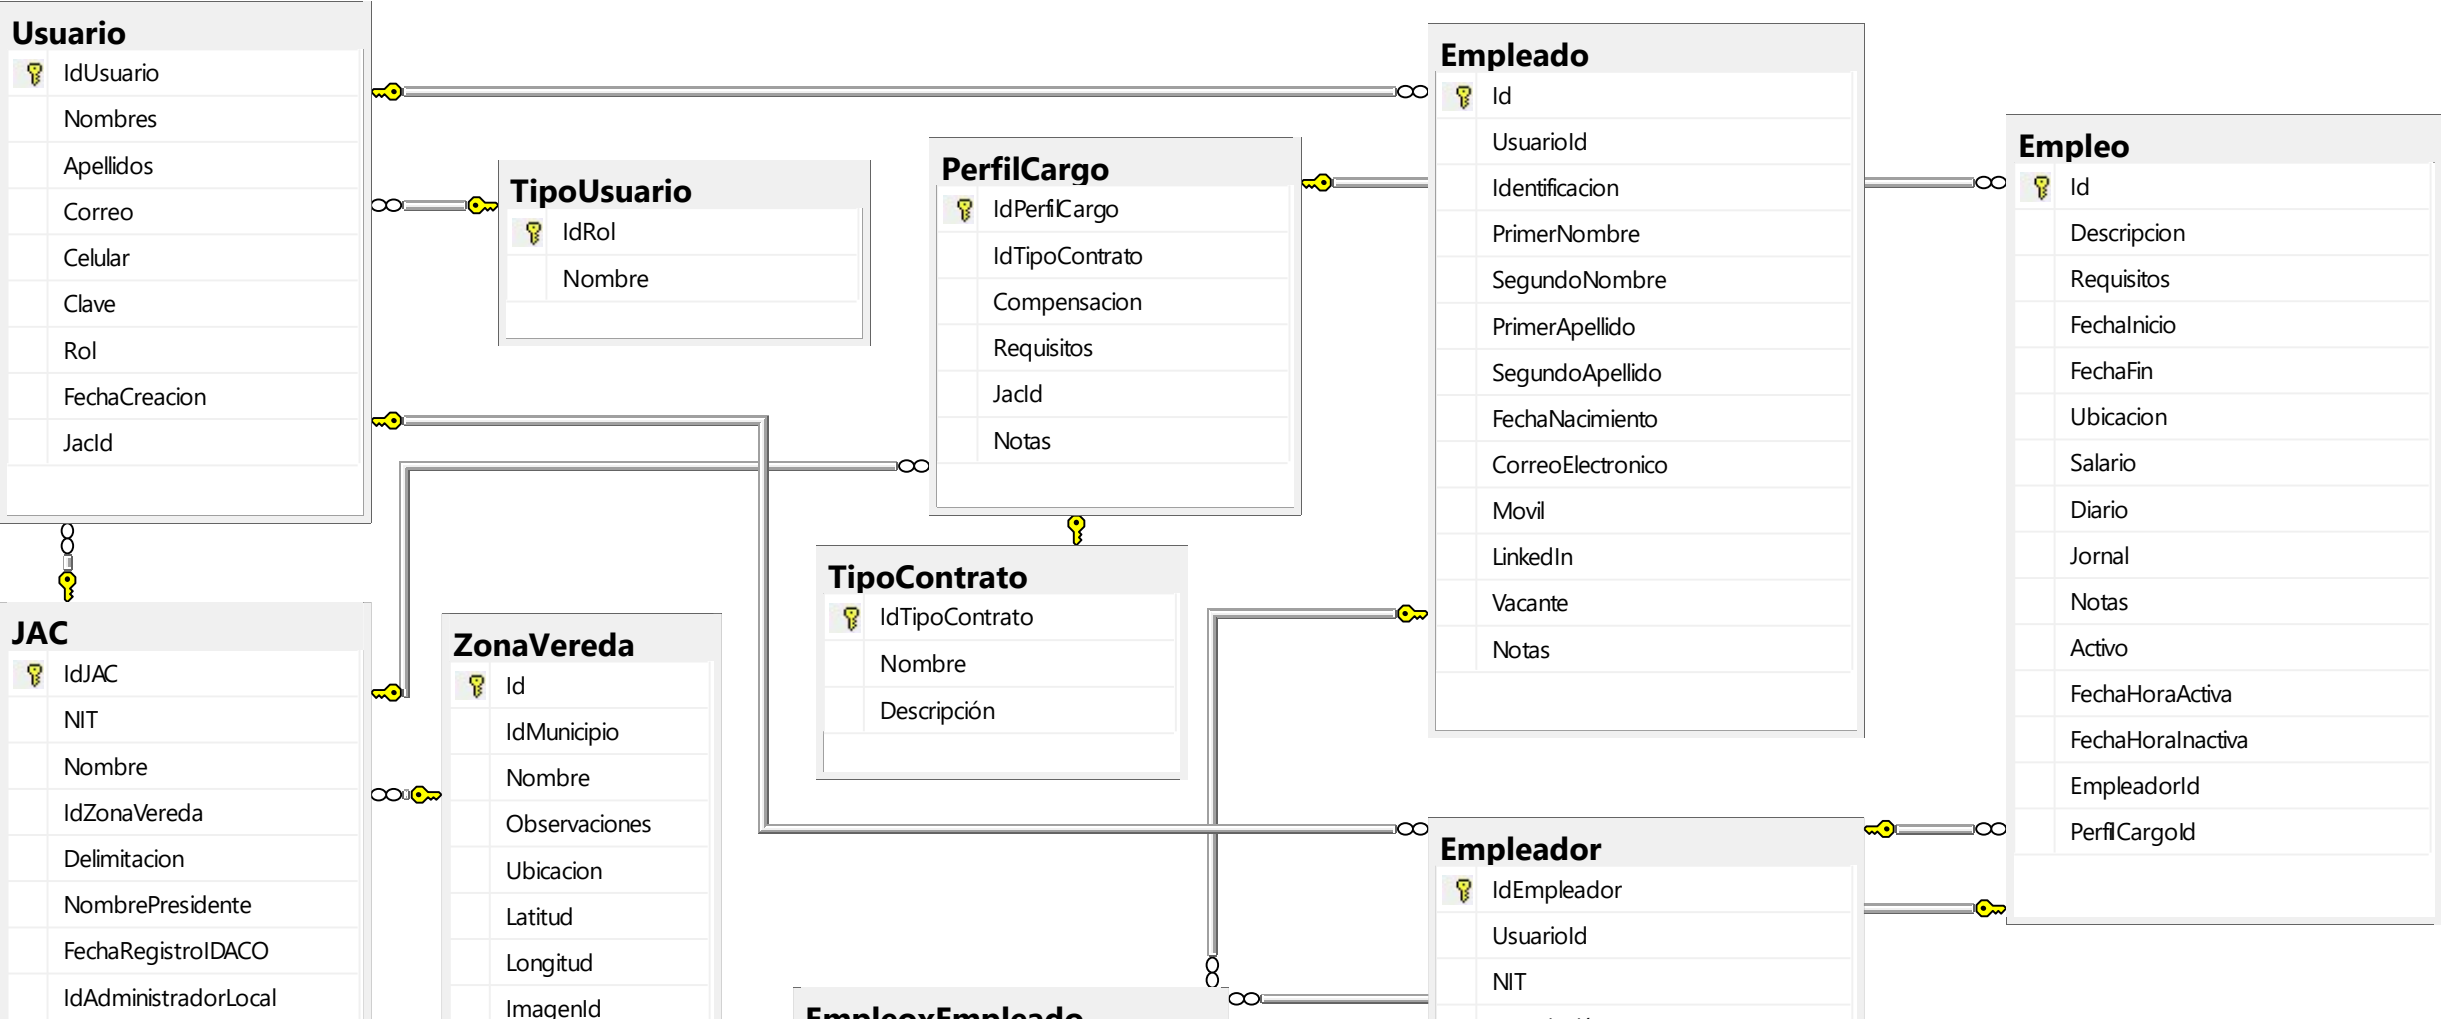 Usuario
IdUsuario
Nombres
Apellidos
Correo
Celular
Clave
Rol
FechaCreacion
JacId
TipoUsuario
IdRol
Nombre
PerfilCargo
IdPerfilCargo
IdTipoContrato
Compensacion
Requisitos
JacId
Notas
Empleado
Id
UsuarioId
Identificacion
PrimerNombre
SegundoNombre
PrimerApellido
SegundoApellido
FechaNacimiento
CorreoElectronico
Movil
LinkedIn
Vacante
Notas
Empleo
Id
Descripcion
Requisitos
FechaInicio
FechaFin
Ubicacion
Salario
Diario
Jornal
Notas
Activo
FechaHoraActiva
FechaHoraInactiva
EmpleadorId
PerfilCargoId
JAC
IdJAC
NIT
Nombre
IdZonaVereda
Delimitacion
NombrePresidente
FechaRegistroIDACO
IdAdministradorLocal
ZonaVereda
Id
IdMunicipio
Nombre
Observaciones
Ubicacion
Latitud
Longitud
ImagenId
TipoContrato
IdTipoContrato
Nombre
Descripción
Empleador
IdEmpleador
UsuarioId
NIT
EmpleoxEmpleado